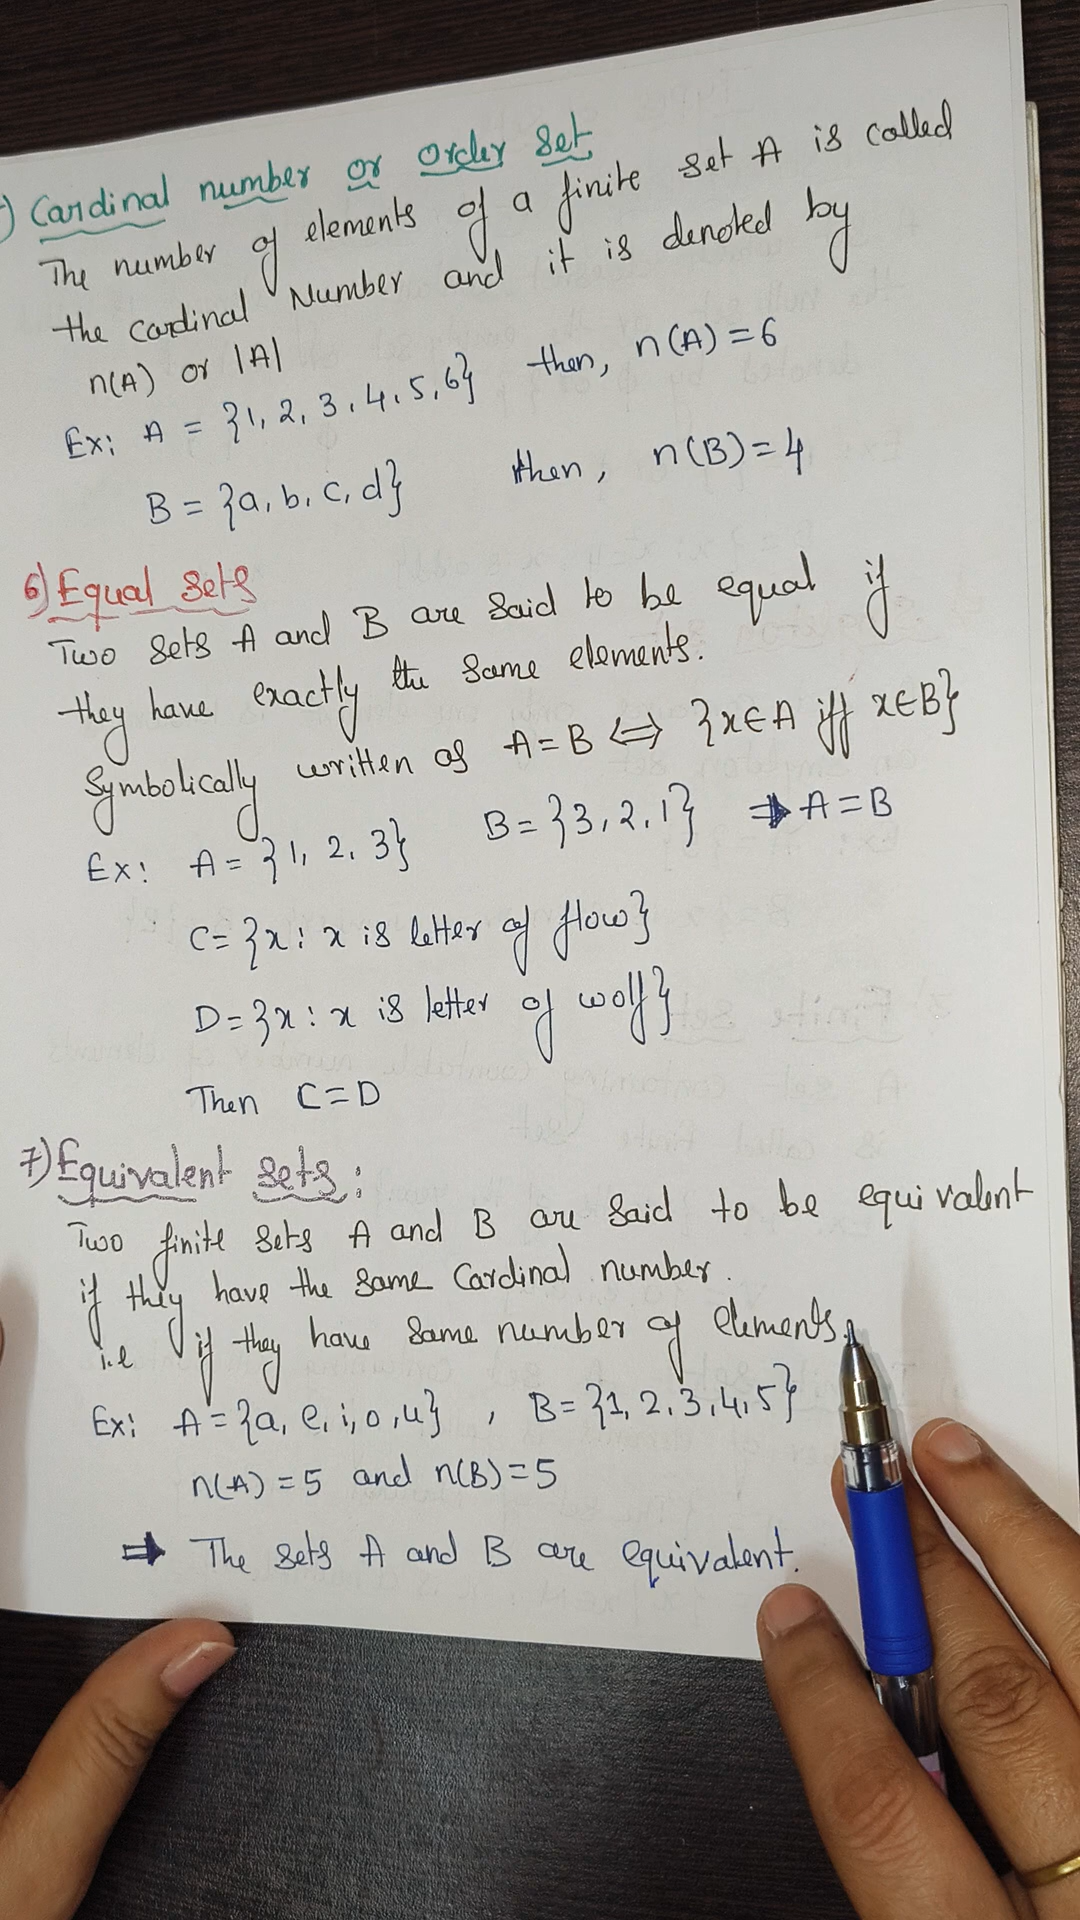 ) Cardinal number or Order Set
The number of elements of a finite set A is called
the cardinal Number and it is denoted by
n(A) or |A|
Ex: A = {1, 2, 3, 4, 5, 6} then, n(A) = 6
B = {a, b, c, d} then, n(B) = 4
6) Equal Sets
Two sets A and B are said to be equal if
they have exactly the same elements.
Symbolically written as A = B ⇔ {x∈A iff x∈B}
Ex: A = {1, 2, 3} B = {3, 2, 1} ⇒ A = B
C = {x : x is letter of flow}
D = {x : x is letter of wolf}
Then C = D
7) Equivalent sets:
Two finite sets A and B are said to be equivalent
if they have the same Cardinal number.
i.e if they have same number of elements.
Ex: A = {a, e, i, o, u} , B = {1, 2, 3, 4, 5}
n(A) = 5 and n(B) = 5
⇒ The sets A and B are equivalent.